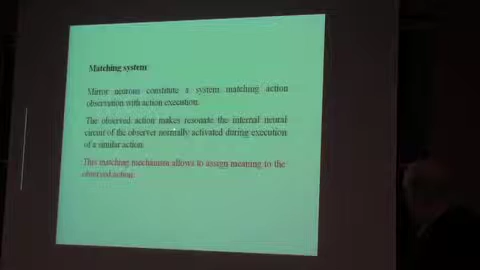 Matching system
Mirror neurons constitute a system matching action
observation with action execution.
The observed action makes resonate the internal neural
circuit of the observer normally activated during execution
of a similar action.
This matching mechanism allows to assign meaning to the
observed action.